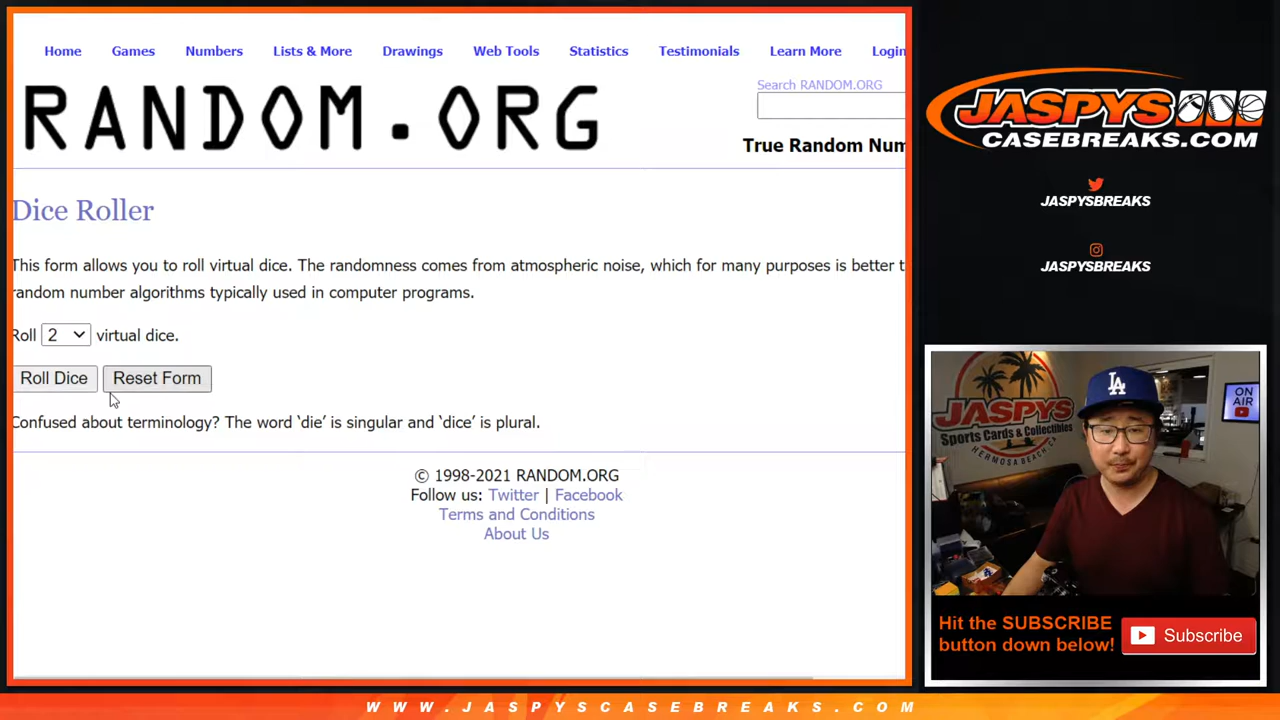 Home Games Numbers Lists & More Drawings Web Tools Statistics Testimonials Learn More Login
RANDOM.ORG
Search RANDOM.ORG
True Random Num
Dice Roller
This form allows you to roll virtual dice. The randomness comes from atmospheric noise, which for many purposes is better t
random number algorithms typically used in computer programs.
Roll 2 virtual dice.
Roll Dice Reset Form
Confused about terminology? The word ‘die’ is singular and ‘dice’ is plural.
© 1998-2021 RANDOM.ORG
Follow us: Twitter | Facebook
Terms and Conditions
About Us
JASPYS
CASEBREAKS.COM
JASPYSBREAKS
JASPYSBREAKS
JASPYS
Sports Cards & Collectibles
HERMOSA BEACH, CA
LA
ON
AIR
Hit the SUBSCRIBE
button down below!
Subscribe
WWW.JASPYSCASEBREAKS.COM